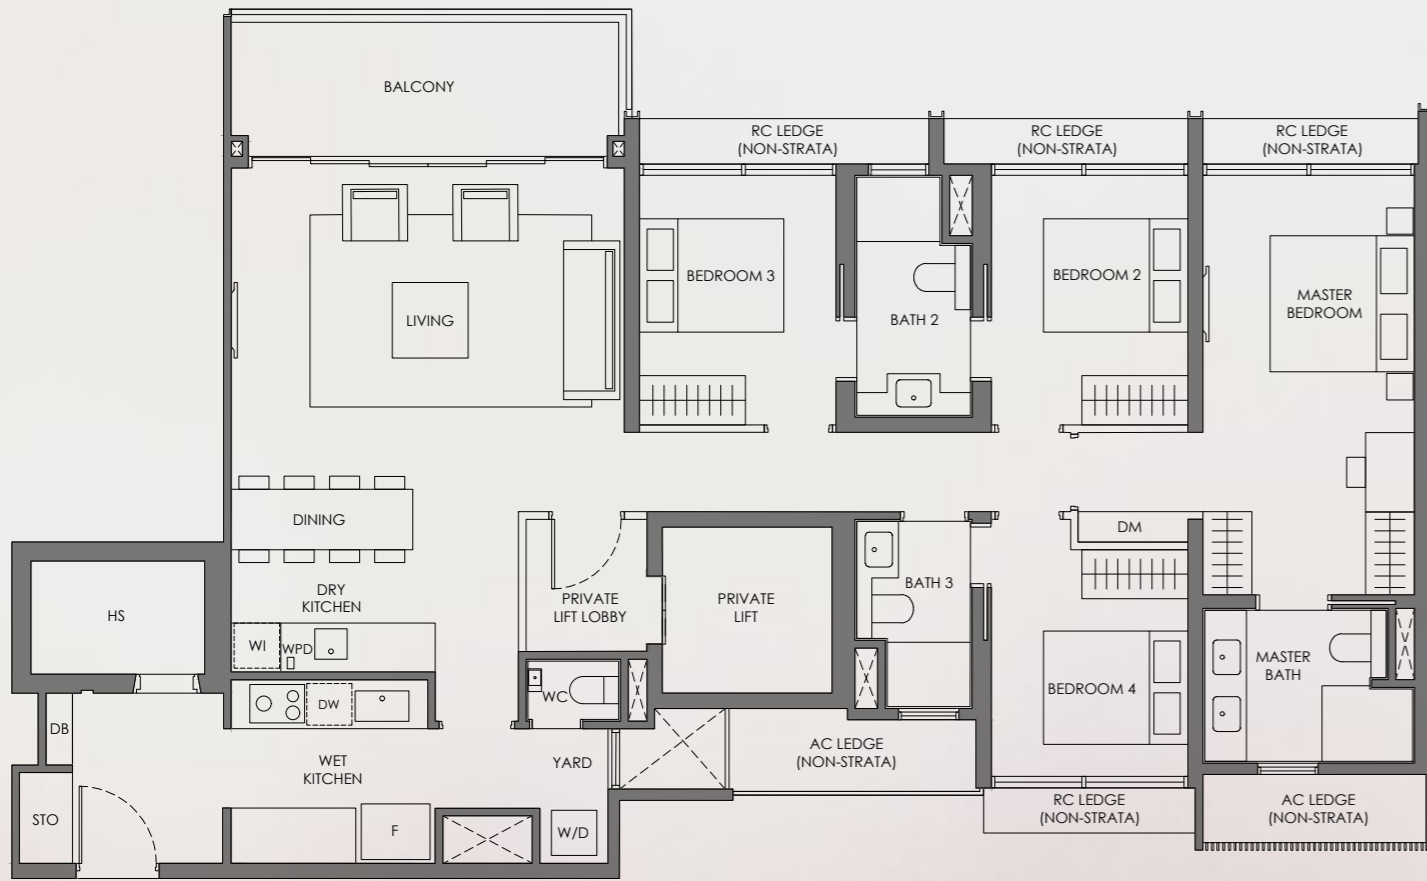 BALCONY
RC LEDGE
(NON-STRATA)
RC LEDGE
(NON-STRATA)
RC LEDGE
(NON-STRATA)
BEDROOM 3
BEDROOM 2
MASTER
BEDROOM
LIVING
BATH 2
DINING
DM
DRY
KITCHEN
BATH 3
PRIVATE
LIFT LOBBY
PRIVATE
LIFT
HS
WI
WPD
MASTER
BATH
WC
BEDROOM 4
DW
DB
WET
KITCHEN
YARD
AC LEDGE
(NON-STRATA)
RC LEDGE
(NON-STRATA)
AC LEDGE
(NON-STRATA)
STO
F
W/D